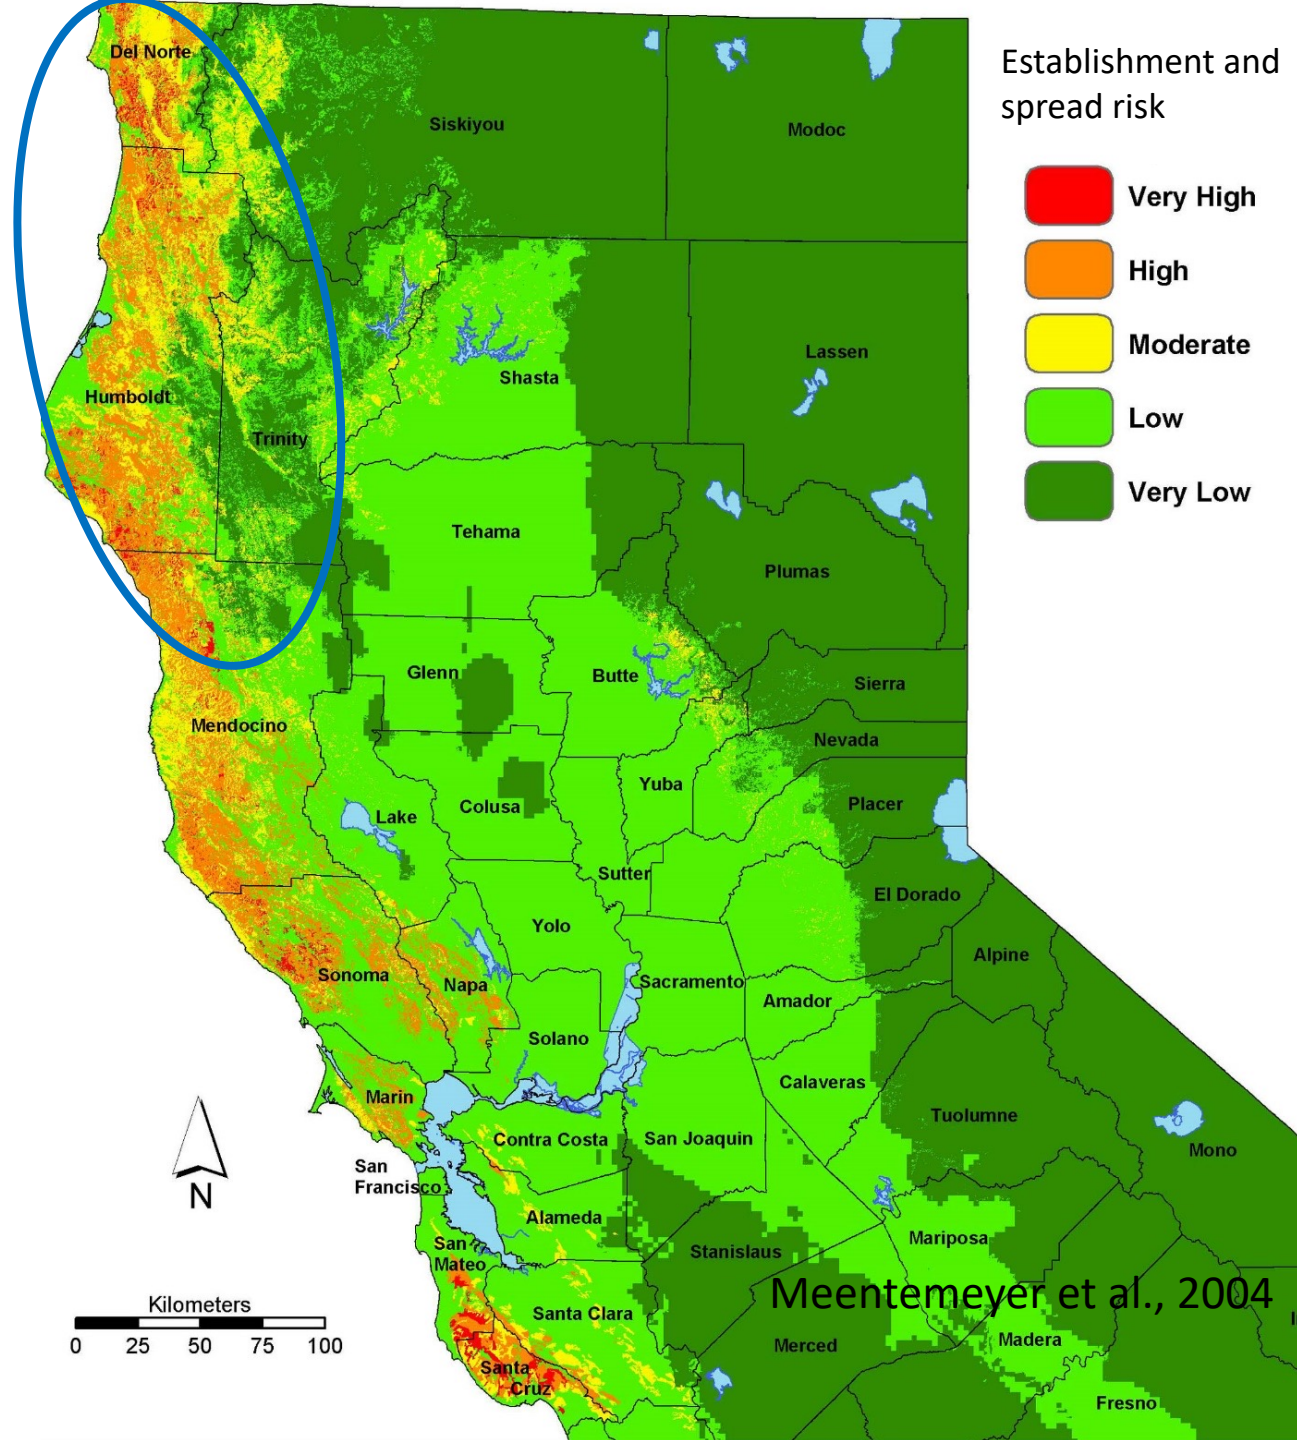 Establishment and
spread risk
Very High
High
Moderate
Low
Very Low
Del Norte
Siskiyou
Modoc
Humboldt
Trinity
Shasta
Lassen
Tehama
Plumas
Glenn
Butte
Sierra
Mendocino
Nevada
Yuba
Placer
Lake
Colusa
Sutter
El Dorado
Yolo
Alpine
Sonoma
Napa
Sacramento
Amador
Solano
Calaveras
Marin
Tuolumne
Contra Costa
San Joaquin
Mono
San
Francisco
Alameda
Mariposa
San
Mateo
Stanislaus
Meentemeyer et al., 2004
Santa Clara
Madera
Merced
Santa
Cruz
Fresno
N
Kilometers
0 25 50 75 100